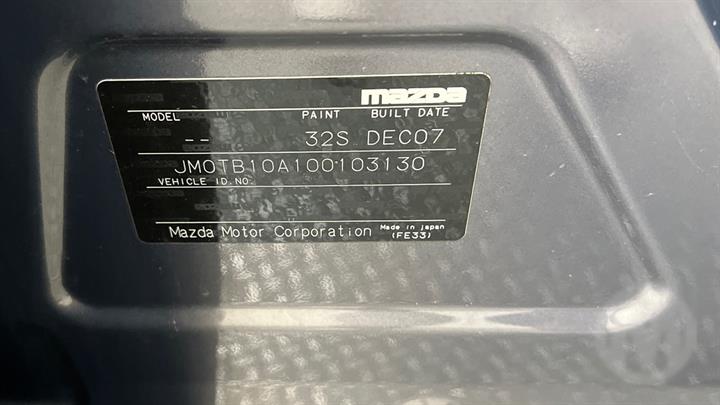 mazda
MODEL PAINT BUILT DATE
-- 32S DEC07
JM0TB10A100103130
VEHICLE ID.NO.
Mazda Motor Corporation Made in japan
(FE33)